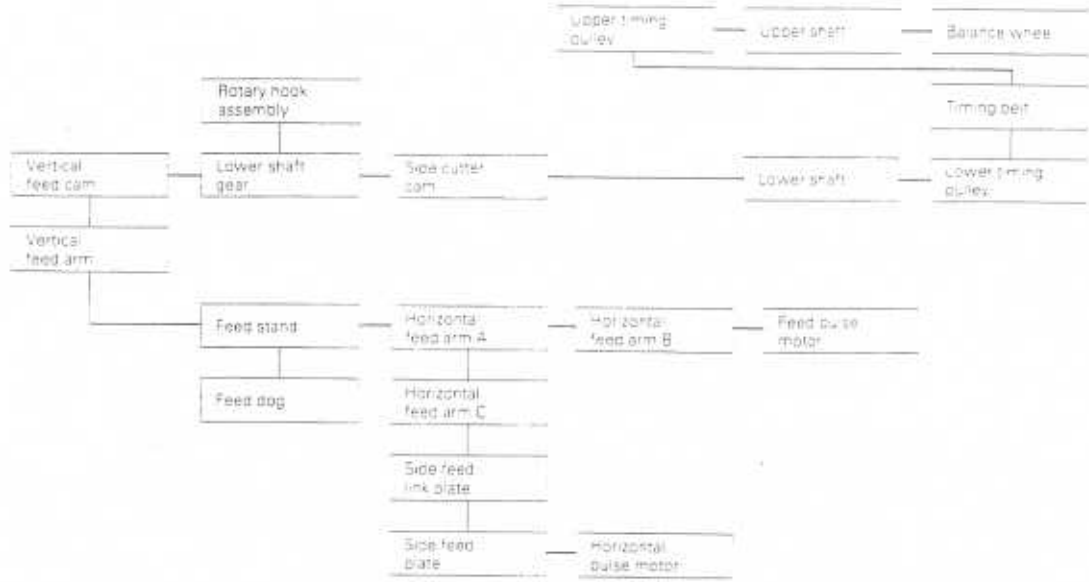 Upper timing
pulley
Upper shaft
Balance wheel
Rotary hook
assembly
Timing belt
Vertical
feed cam
Lower shaft
gear
Side cutter
cam
Lower shaft
Lower timing
pulley
Vertical
feed arm
Feed stand
Horizontal
feed arm A
Horizontal
feed arm B
Feed pulse
motor
Feed dog
Horizontal
feed arm C
Side feed
link plate
Side feed
plate
Horizontal
pulse motor